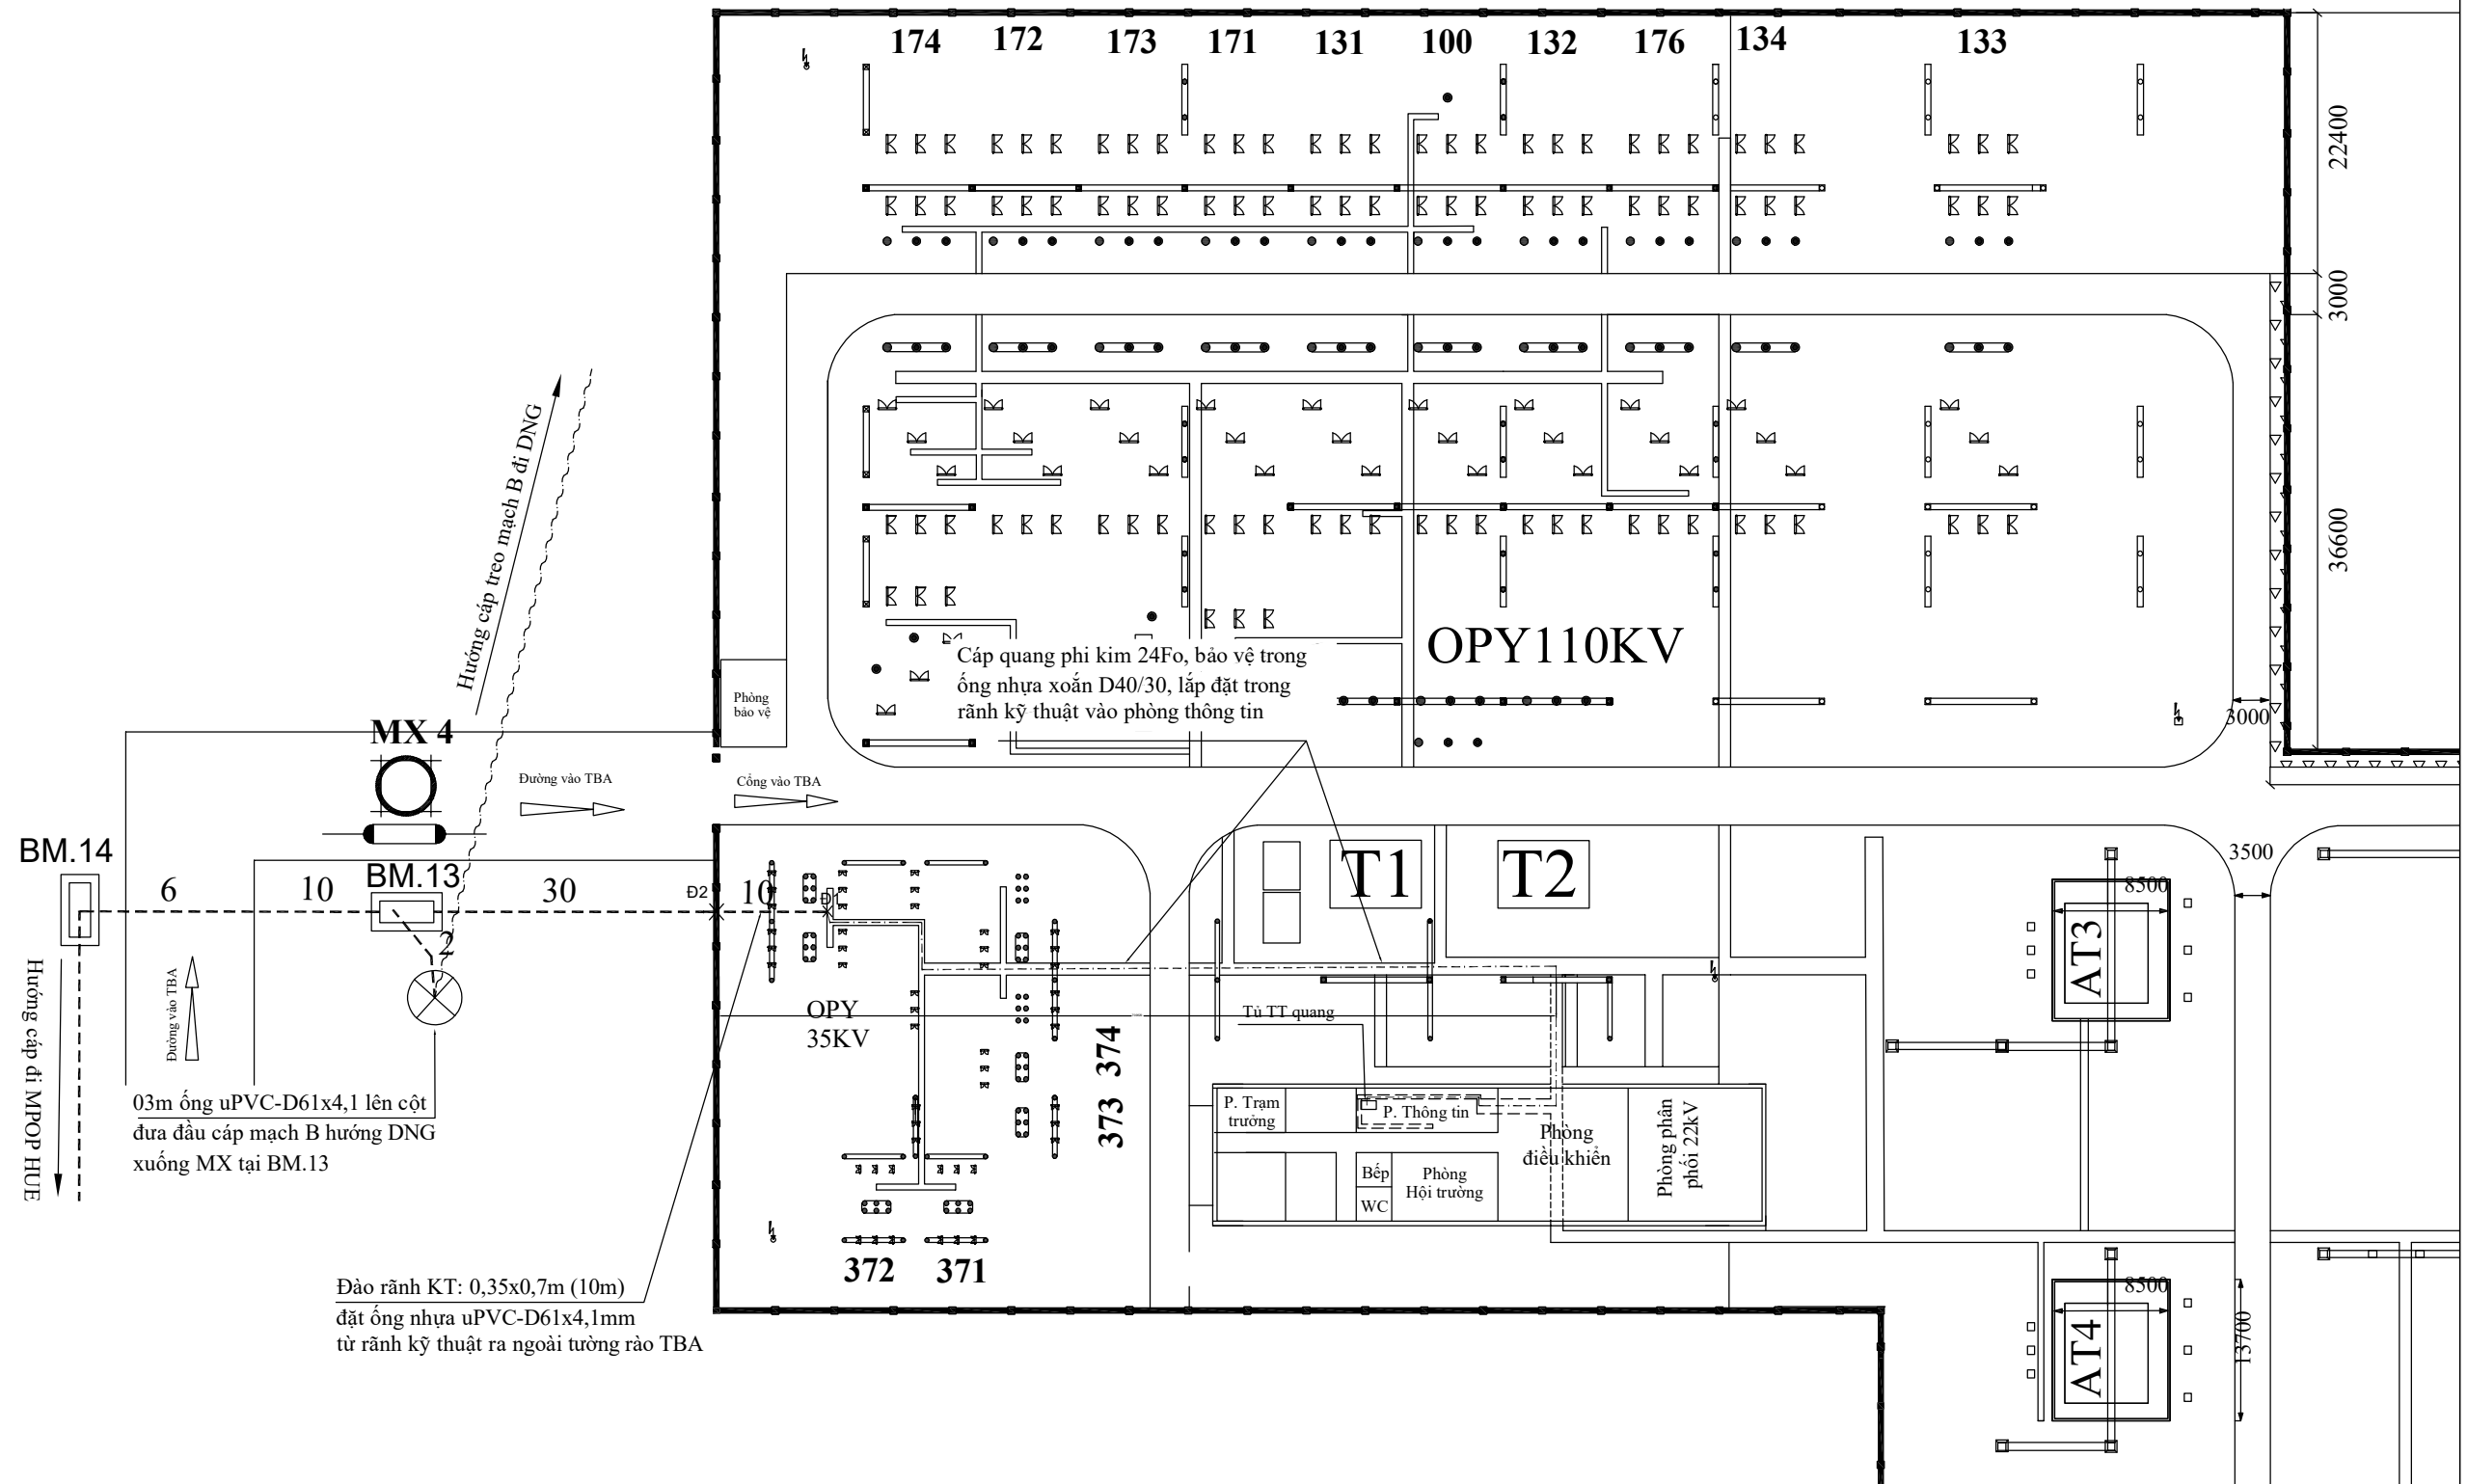 174
172
173
171
131
100
132
176
134
133
22400
3000
36600
3000
Hướng cáp treo mạch B đi DNG
OPY110KV
Cáp quang phi kim 24Fo, bảo vệ trong
ống nhựa xoắn D40/30, lắp đặt trong
rãnh kỹ thuật vào phòng thông tin
Phòng
bảo vệ
MX 4
Đường vào TBA
Cổng vào TBA
BM.14
BM.13
6
10
30
Đ2
10
Đ1
2
T1
T2
3500
8500
AT3
Hướng cáp đi MPOP HUE
Đường vào TBA
OPY
35KV
374
373
Tủ TT quang
03m ống uPVC-D61x4,1 lên cột
đưa đầu cáp mạch B hướng DNG
xuống MX tại BM.13
P. Trạm
trưởng
P. Thông tin
Phòng
điều khiển
Phòng phân
phối 22kV
Bếp
WC
Phòng
Hội trường
372
371
Đào rãnh KT: 0,35x0,7m (10m)
đặt ống nhựa uPVC-D61x4,1mm
từ rãnh kỹ thuật ra ngoài tường rào TBA
8500
AT4
13700